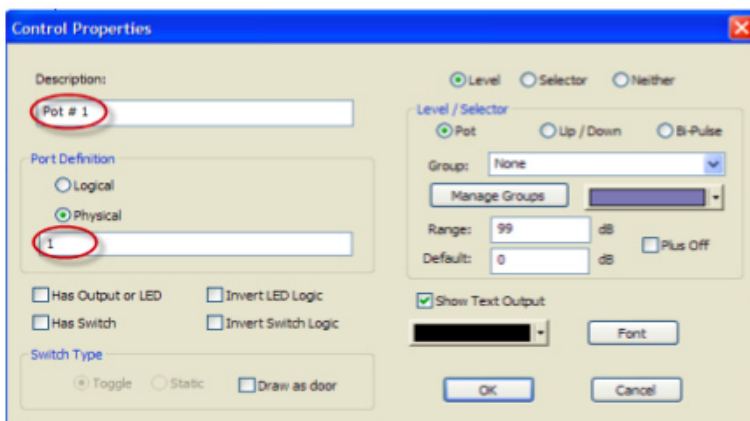 Control Properties
Description:
Pot # 1
Port Definition
Logical
Physical
1
Has Output or LED
Invert LED Logic
Has Switch
Invert Switch Logic
Switch Type
Toggle
Static
Draw as door
Level
Selector
Neither
Level / Selector
Pot
Up / Down
Bi-Pulse
Group:
None
Manage Groups
Range:
99
dB
Plus Off
Default:
0
dB
Show Text Output
Font
OK
Cancel